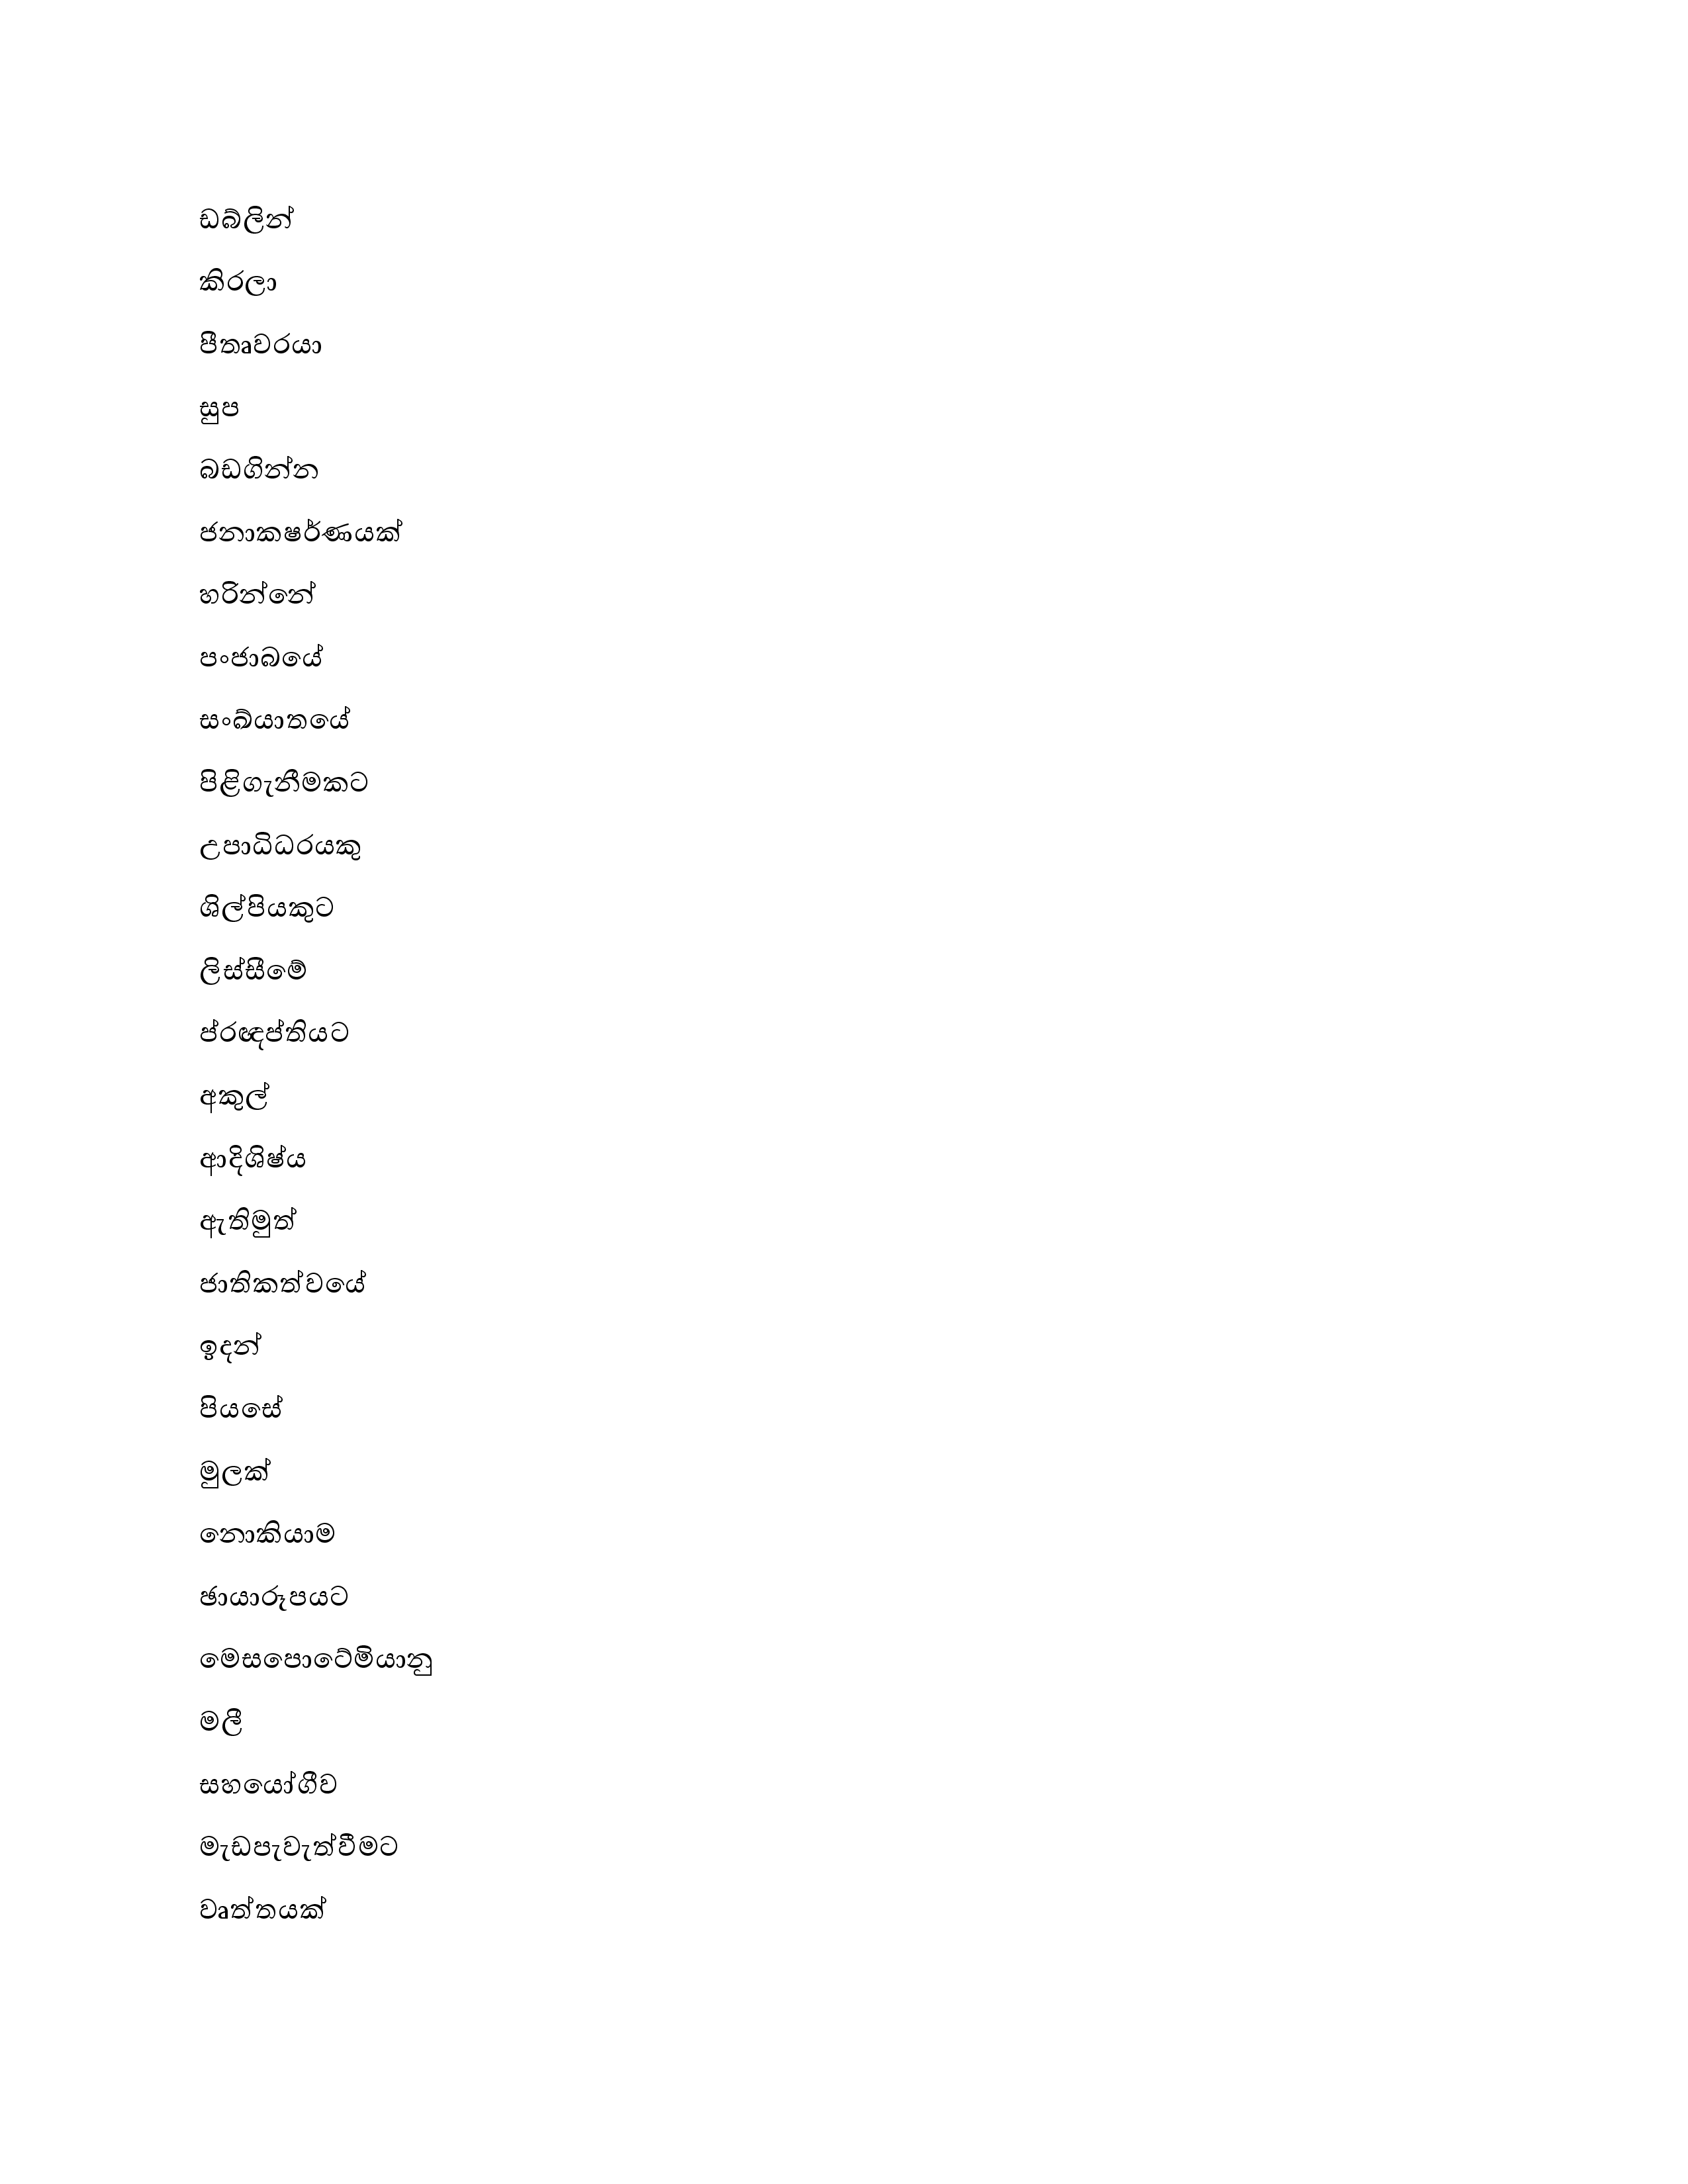 ඩබ්ලින්
කිරලා
පීතෘවරයා
සුප
බඩගින්න
ජනාකෂර්ණයක්
හරින්නේ
පංජාබයේ
සංඛ්යාතයේ
පිළිගැනීමකට
උපාධිධරයකු
ශිල්පියකුට
ලිස්සීමේ
ප්රඥප්තියට
අකුල්
ආදිශිෂ්ය
ඇතිමුත්
ජාතිකත්වයේ
ඉදන්
පියසේ
මුලක්
නොකියාම
ඡායාරූපයට
මෙසපොටේමියානු
මලී
සහයෝගීව
මැඩපැවැත්වීමට
වෘත්තයක්